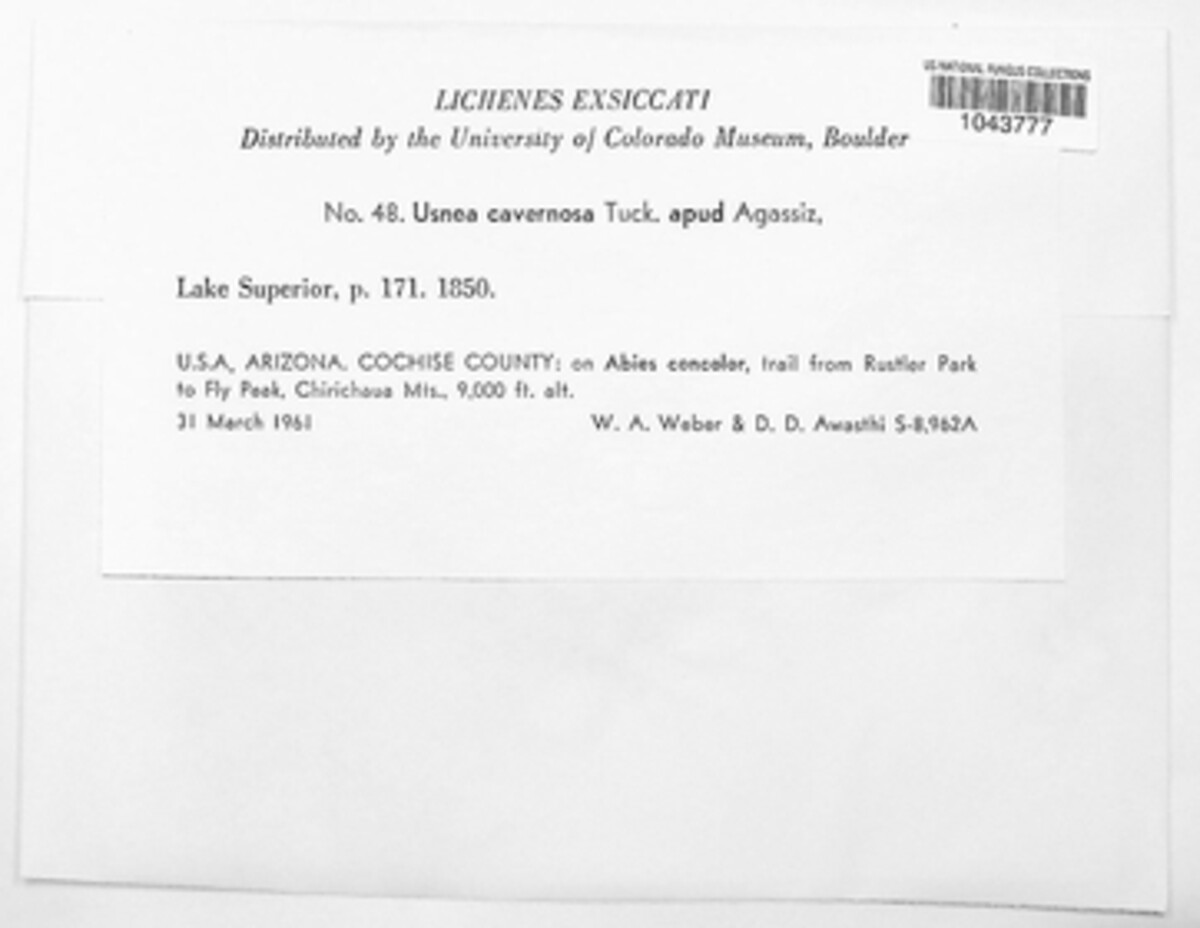 US NATIONAL FUNGUS COLLECTIONS
1043777
LICHENES EXSICCATI
Distributed by the University of Colorado Museum, Boulder
No. 48. Usnea cavernosa Tuck. apud Agassiz,
Lake Superior, p. 171. 1850.
U.S.A. ARIZONA. COCHISE COUNTY: on Abies concolor, trail from Rustler Park
to Fly Peak, Chirichaua Mts., 9,000 ft. alt.
31 March 1961 W. A. Weber & D. D. Awasthi S-8,962A